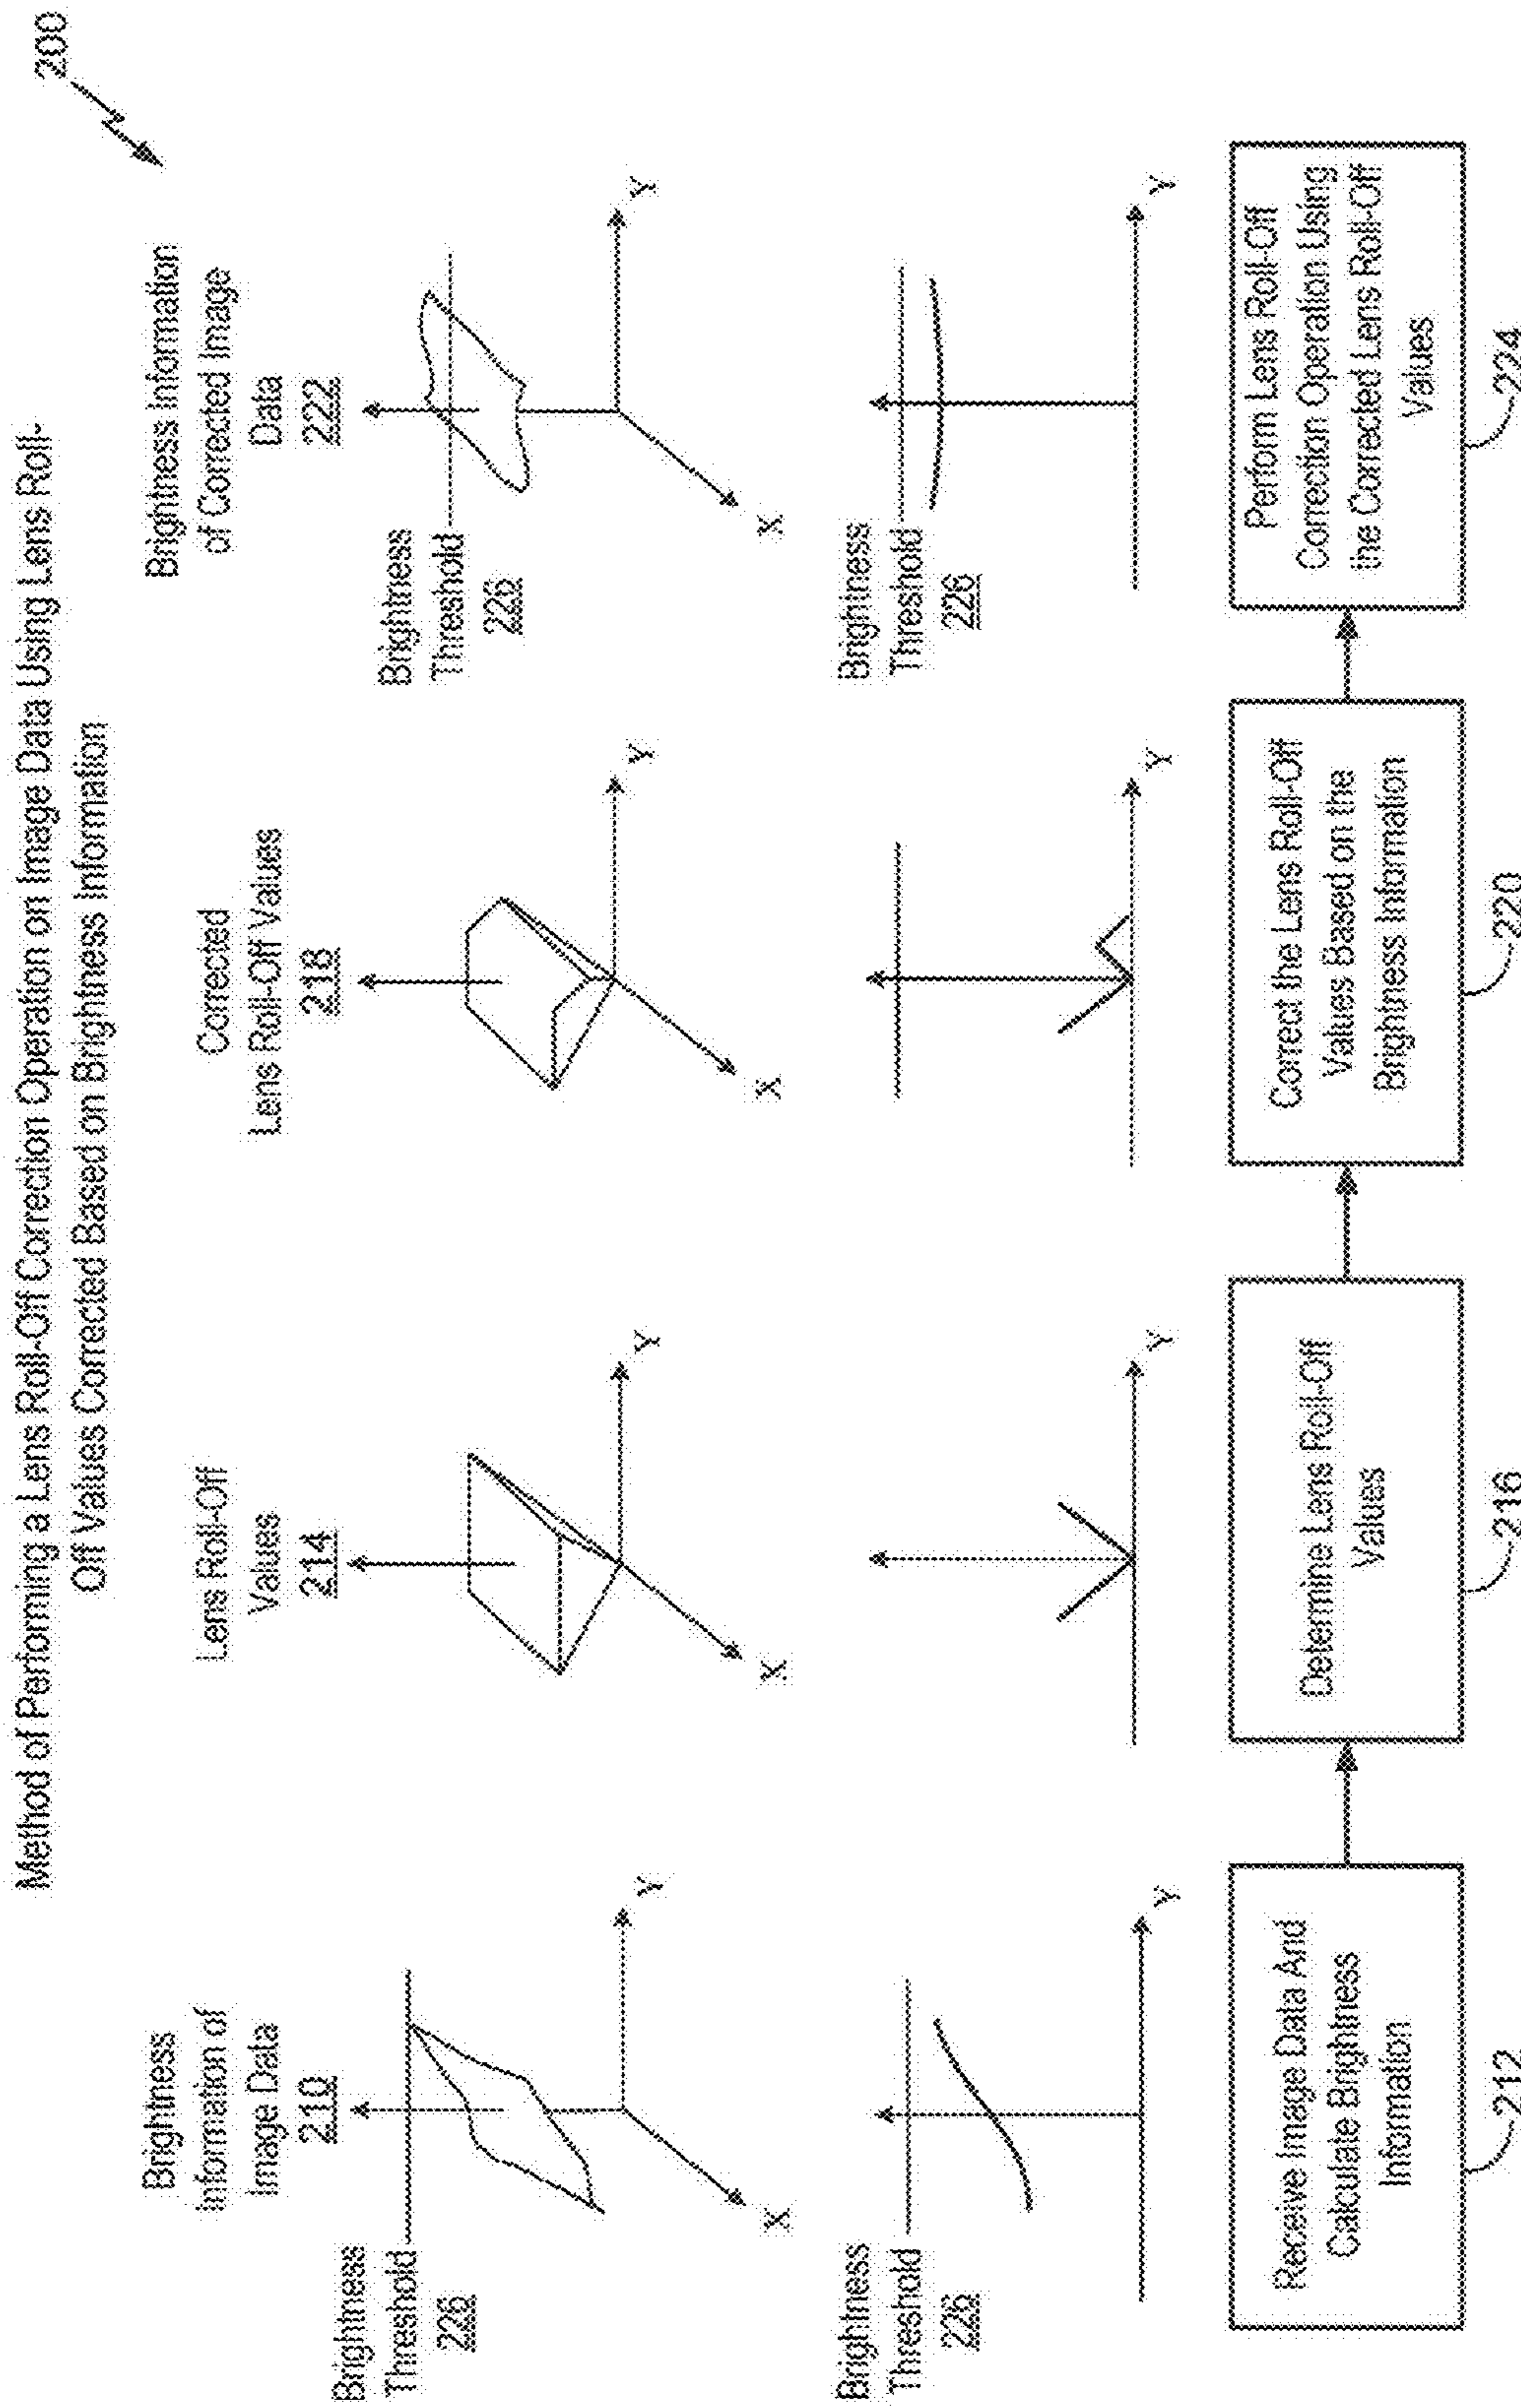 200
Method of Performing a Lens Roll-Off Correction Operation on Image Data Using Lens Roll-
Off Values Corrected Based on Brightness Information
Brightness
Information of
Image Data
210
Lens Roll-Off
Values
214
Corrected
Lens Roll-Off Values
218
Brightness Information
of Corrected Image
Data
222
Brightness
Threshold
226
Y
X
Y
X
Y
X
Brightness
Threshold
226
Y
X
Brightness
Threshold
226
Y
Y
Y
Brightness
Threshold
226
Y
Receive Image Data And
Calculate Brightness
Information
212
Determine Lens Roll-Off
Values
216
Correct the Lens Roll-Off
Values Based on the
Brightness Information
220
Perform Lens Roll-Off
Correction Operation Using
the Corrected Lens Roll-Off
Values
224